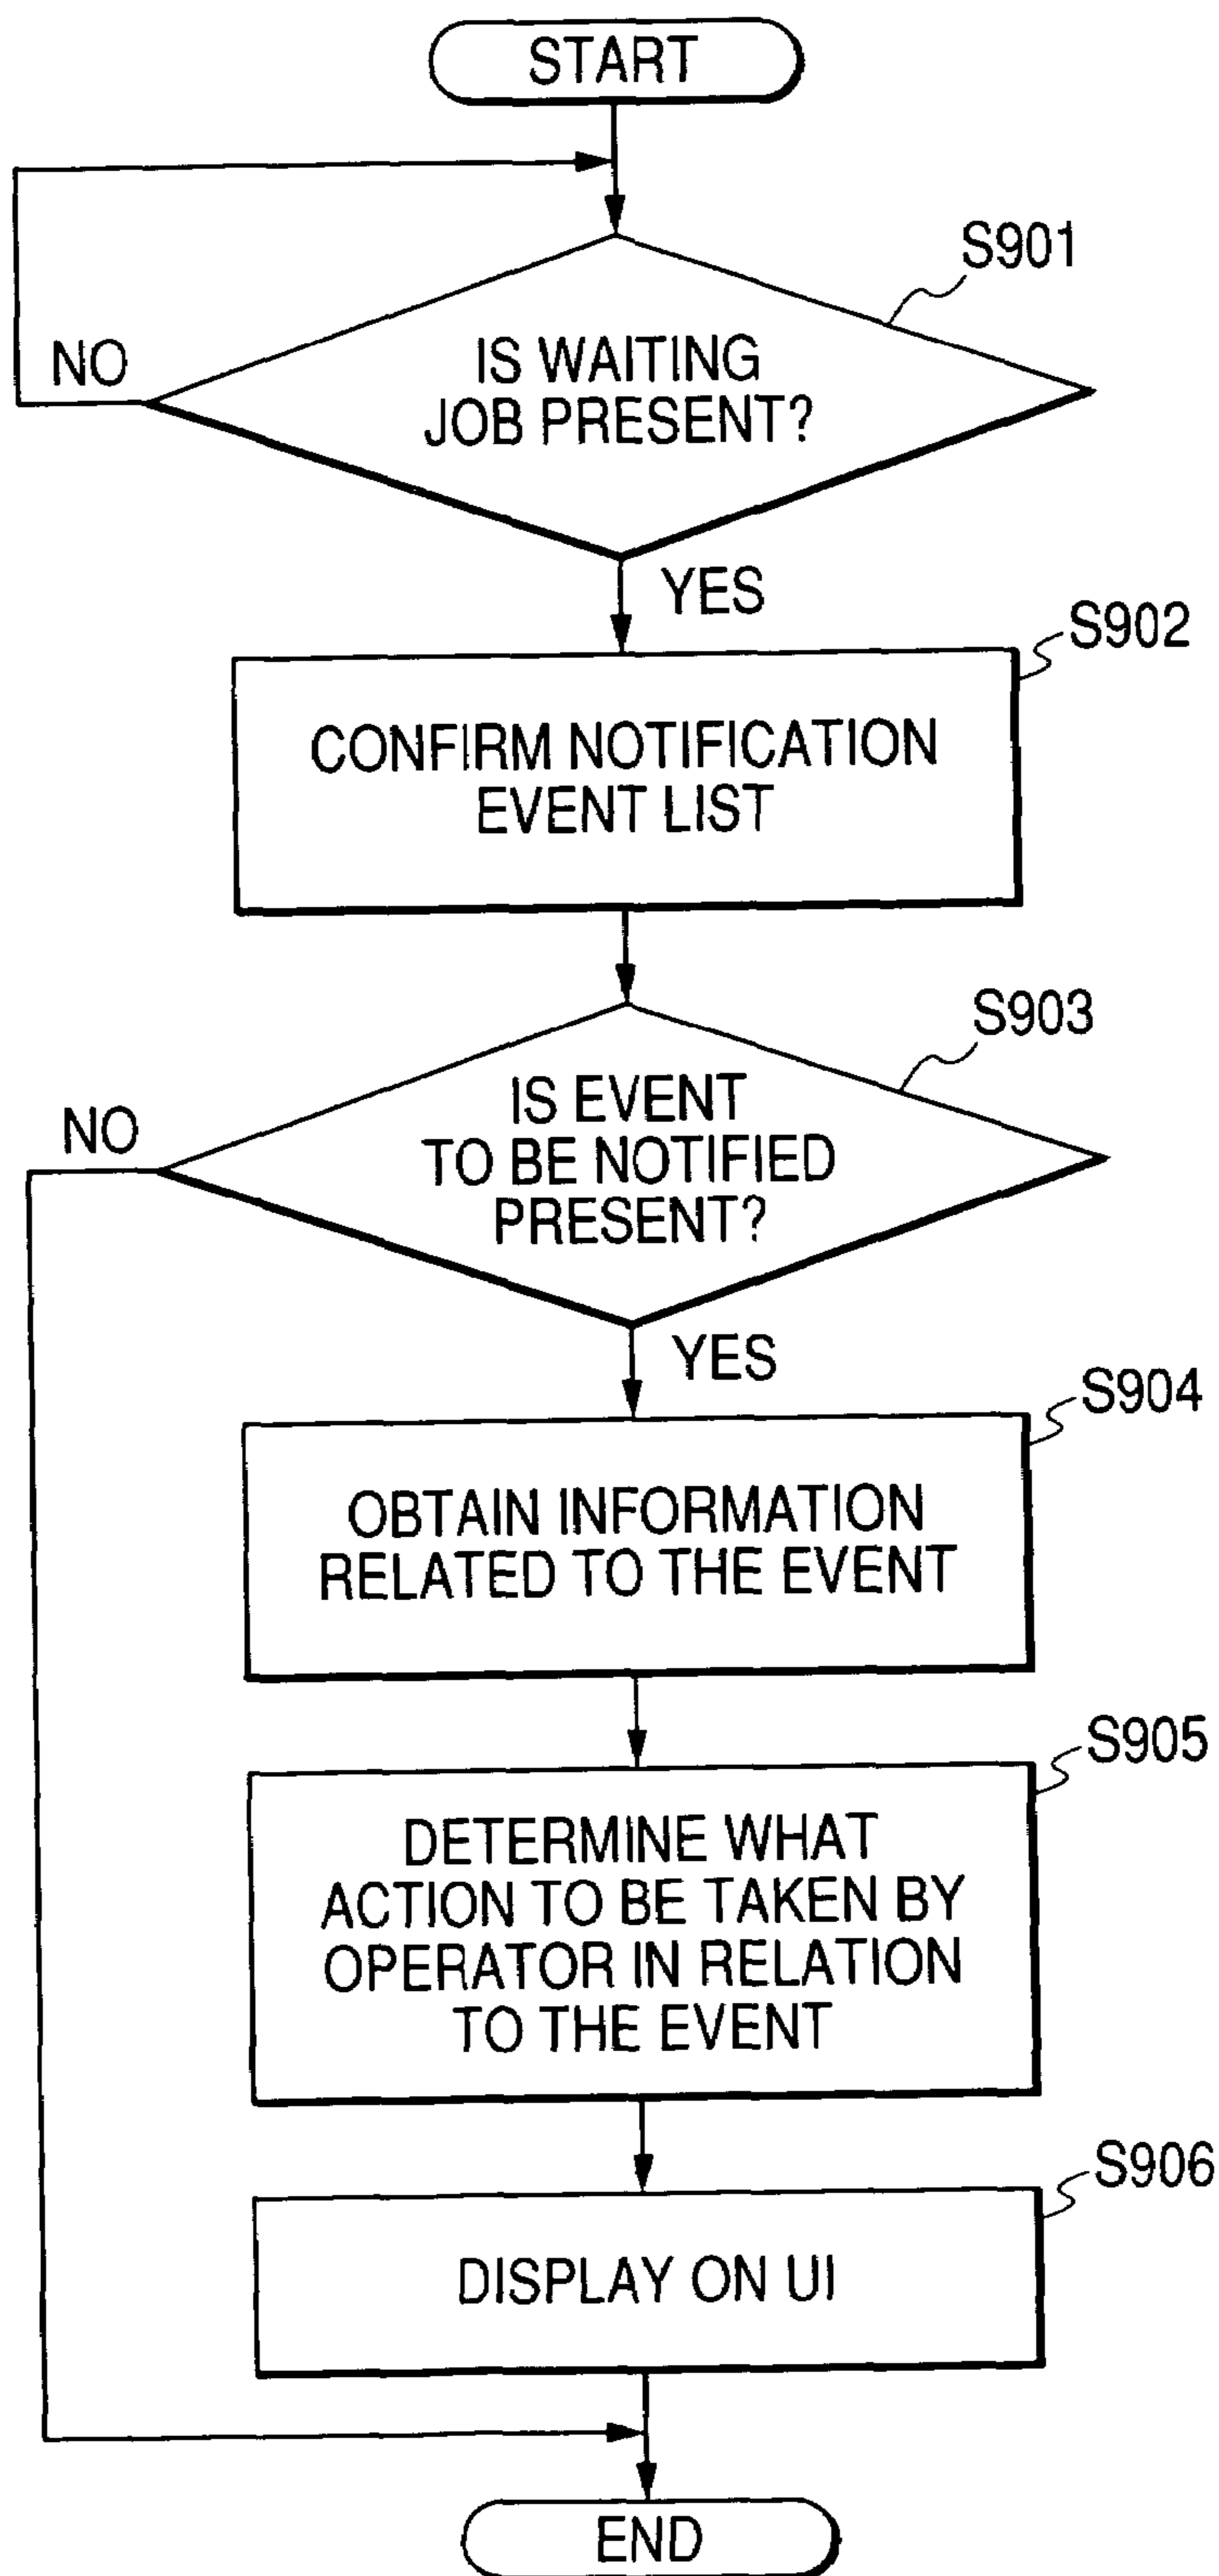 START
S901
IS WAITING
JOB PRESENT?
NO
YES
S902
CONFIRM NOTIFICATION
EVENT LIST
S903
IS EVENT
TO BE NOTIFIED
PRESENT?
NO
YES
S904
OBTAIN INFORMATION
RELATED TO THE EVENT
S905
DETERMINE WHAT
ACTION TO BE TAKEN BY
OPERATOR IN RELATION
TO THE EVENT
S906
DISPLAY ON UI
END